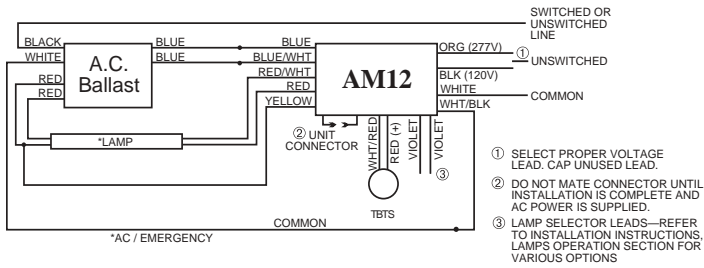 SWITCHED OR
UNSWITCHED
LINE
BLACK
BLUE
BLUE
WHITE
BLUE
BLUE/WHT
A.C.
Ballast
RED/WHT
RED
RED
RED
YELLOW
AM12
ORG (277V)
①
UNSWITCHED
BLK (120V)
WHITE
COMMON
WHT/BLK
*LAMP
② UNIT
CONNECTOR
WHT/RED
RED (+)
VIOLET
VIOLET
③
TBTS
COMMON
*AC / EMERGENCY
① SELECT PROPER VOLTAGE
LEAD. CAP UNUSED LEAD.
② DO NOT MATE CONNECTOR UNTIL
INSTALLATION IS COMPLETE AND
AC POWER IS SUPPLIED.
③ LAMP SELECTOR LEADS—REFER
TO INSTALLATION INSTRUCTIONS,
LAMPS OPERATION SECTION FOR
VARIOUS OPTIONS